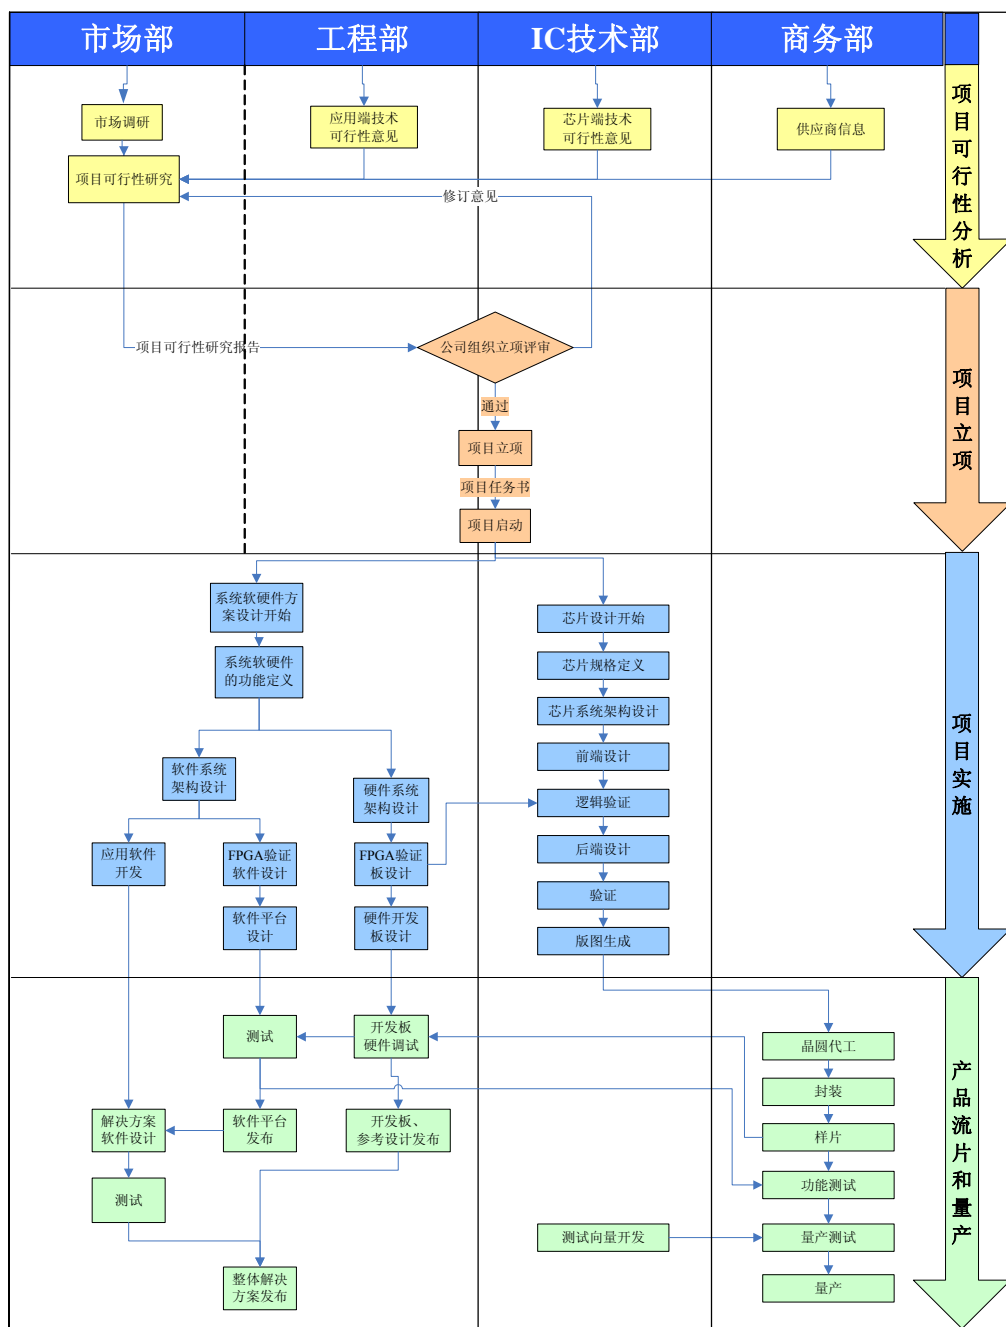 市场部
工程部
IC技术部
商务部
项目可行性分析
市场调研
应用端技术
可行性意见
芯片端技术
可行性意见
供应商信息
项目可行性研究
修订意见
项目可行性研究报告
公司组织立项评审
项目立项
通过
项目立项
项目任务书
项目启动
系统软硬件方
案设计开始
芯片设计开始
系统软硬件
的功能定义
芯片规格定义
芯片系统架构设计
项目实施
软件系统
架构设计
前端设计
硬件系统
架构设计
逻辑验证
应用软件
开发
FPGA验证
软件设计
FPGA验证
板设计
后端设计
验证
软件平台
设计
硬件开发
板设计
版图生成
测试
开发板
硬件调试
晶圆代工
产品流片和量产
封装
解决方案
软件设计
软件平台
发布
开发板、
参考设计发布
样片
测试
功能测试
测试向量开发
量产测试
整体解决
方案发布
量产